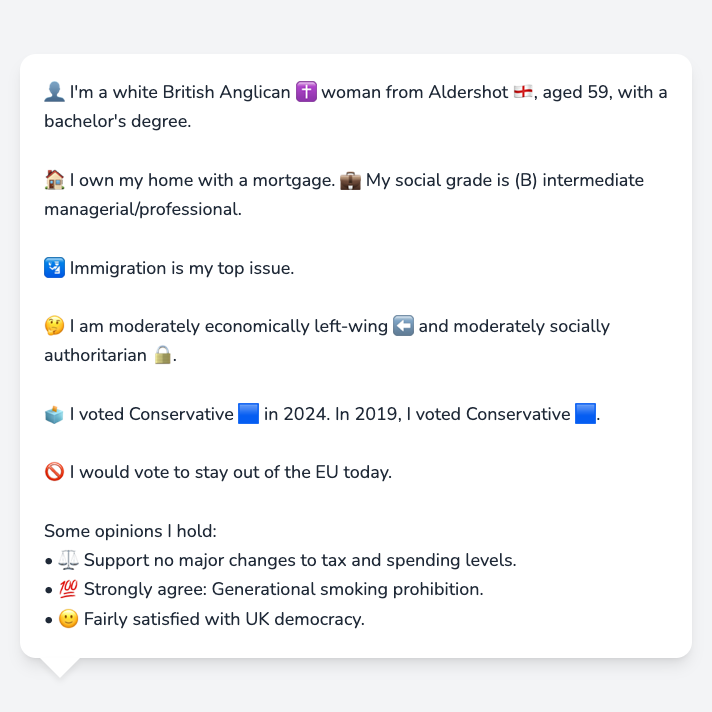 👤 I'm a white British Anglican ✝️ woman from Aldershot 🏴󠁧󠁢󠁥󠁮󠁧󠁿, aged 59, with a
bachelor's degree.
🏠 I own my home with a mortgage. 💼 My social grade is (B) intermediate
managerial/professional.
🛂 Immigration is my top issue.
🤔 I am moderately economically left-wing ⬅️ and moderately socially
authoritarian 🔒.
🗳️ I voted Conservative 🟦 in 2024. In 2019, I voted Conservative 🟦.
🚫 I would vote to stay out of the EU today.
Some opinions I hold:
• ⚖️ Support no major changes to tax and spending levels.
• 💯 Strongly agree: Generational smoking prohibition.
• 🙂 Fairly satisfied with UK democracy.